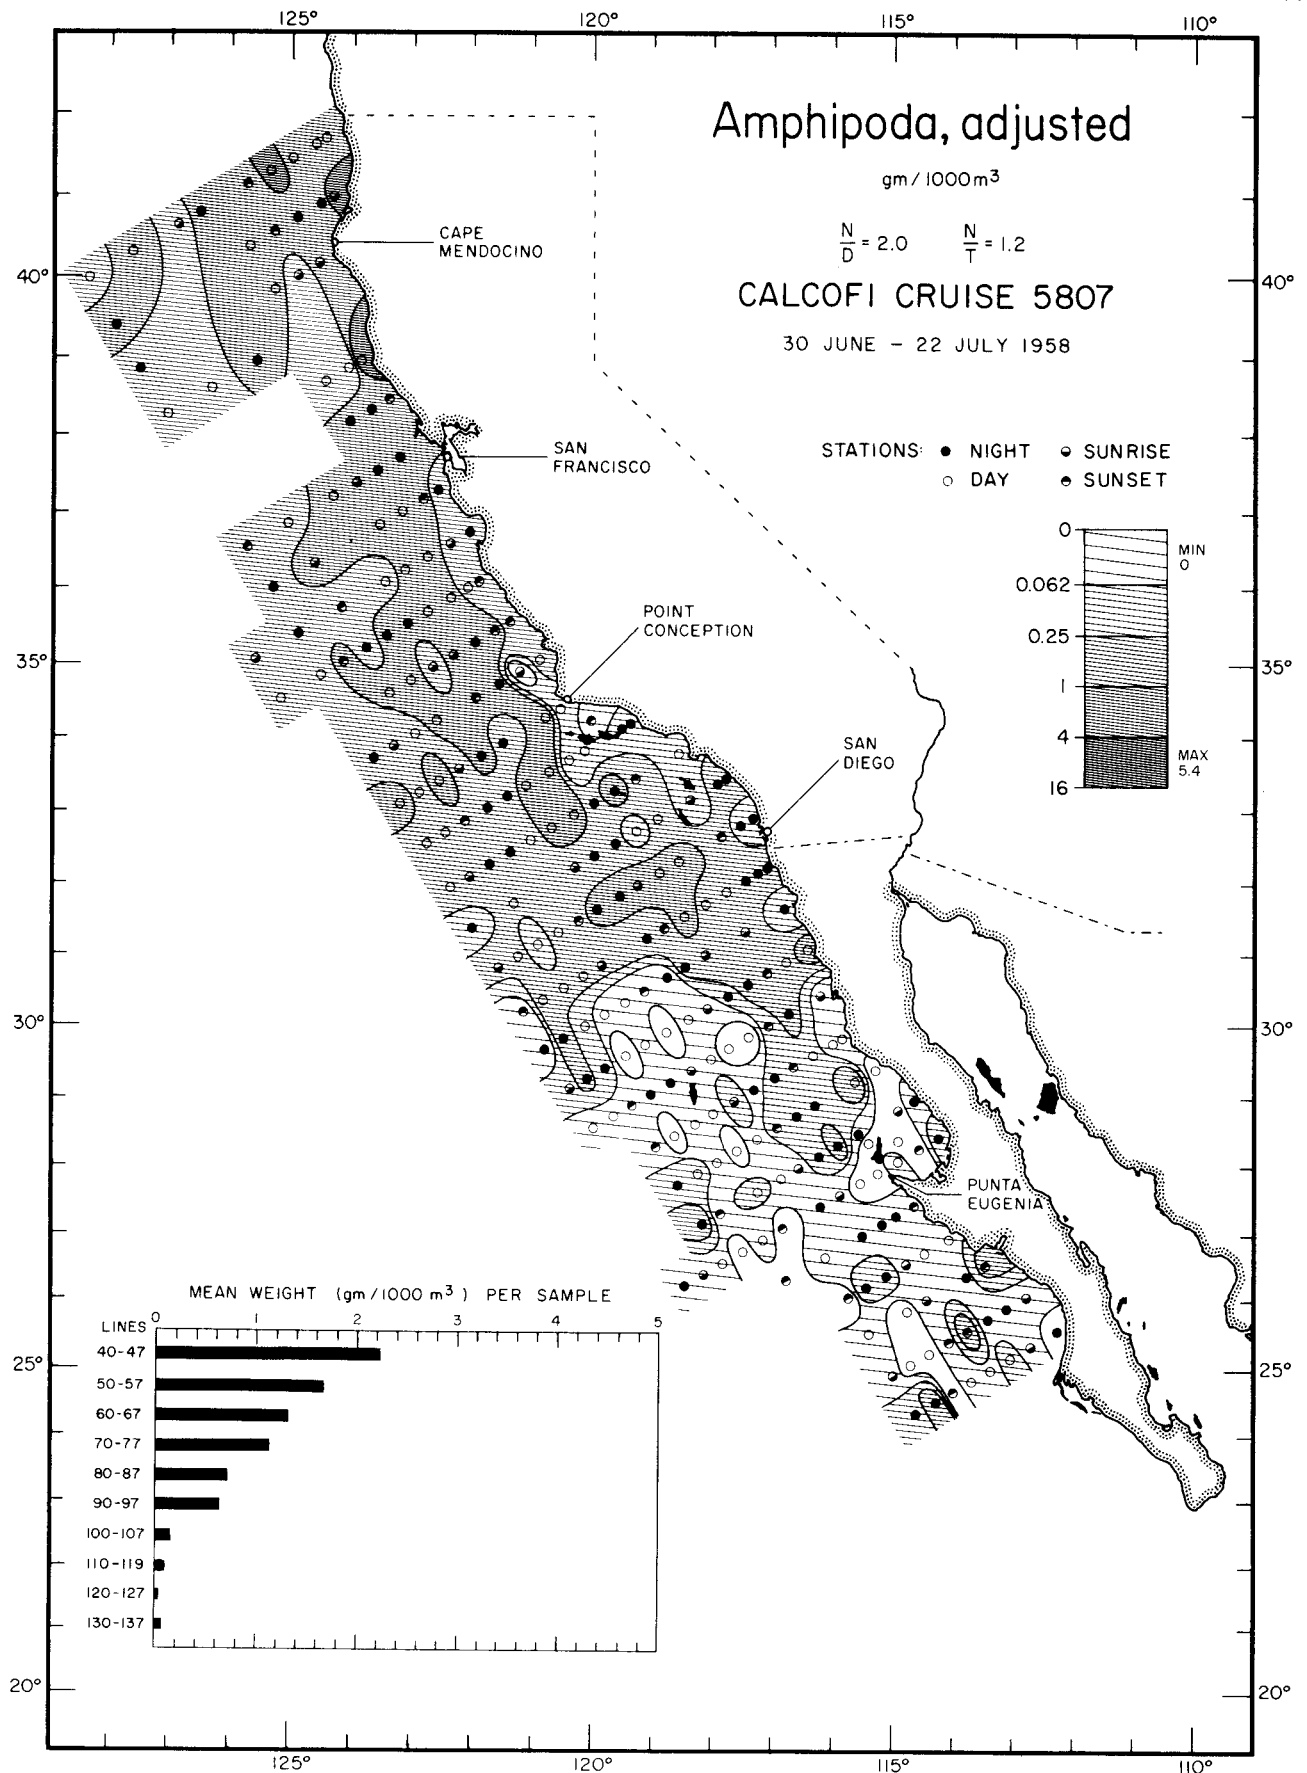 125°
120°
115°
110°
Amphipoda, adjusted
gm/1000m³
N/D = 2.0 N/T = 1.2
CALCOFI CRUISE 5807
30 JUNE – 22 JULY 1958
CAPE
MENDOCINO
40°
40°
STATIONS: ● NIGHT ◒ SUNRISE
○ DAY ◓ SUNSET
SAN
FRANCISCO
0
MIN
0
0.062
0.25
1
4
MAX
5.4
16
POINT
CONCEPTION
35°
35°
SAN
DIEGO
30°
30°
PUNTA
EUGENIA
MEAN WEIGHT (gm/1000 m³) PER SAMPLE
LINES
0 1 2 3 4 5
40-47
50-57
60-67
70-77
80-87
90-97
100-107
110-119
120-127
130-137
25°
25°
20°
20°
125°
120°
115°
110°